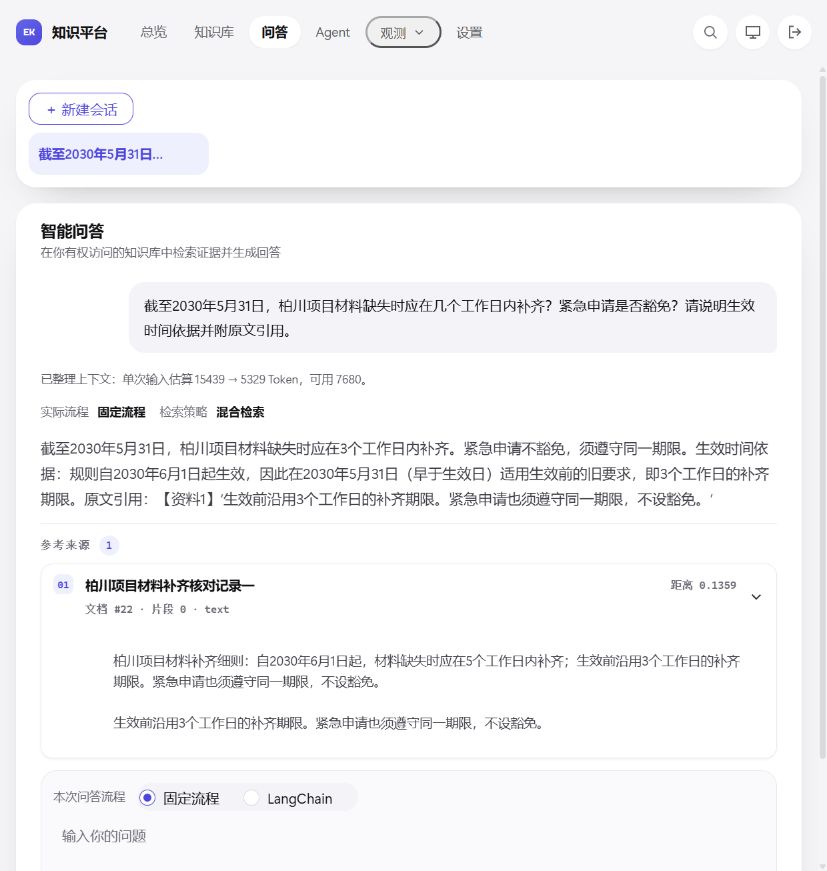 EK 知识平台 总览 知识库 问答 Agent 观测 设置
+ 新建会话
截至2030年5月31日...
智能问答
在你有权访问的知识库中检索证据并生成回答
截至2030年5月31日，柏川项目材料缺失时应在几个工作日内补齐？紧急申请是否豁免？请说明生效
时间依据并附原文引用。
已整理上下文：单次输入估算 15439 → 5329 Token，可用 7680。
实际流程 固定流程 检索策略 混合检索
截至2030年5月31日，柏川项目材料缺失时应在3个工作日内补齐。紧急申请不豁免，须遵守同一期限。生效时间依
据：规则自2030年6月1日起生效，因此在2030年5月31日（早于生效日）适用生效前的旧要求，即3个工作日的补齐
期限。原文引用：【资料1】‘生效前沿用3个工作日的补齐期限。紧急申请也须遵守同一期限，不设豁免。’
参考来源 1
01 柏川项目材料补齐核对记录一 距离 0.1359
文档 #22 · 片段 0 · text
柏川项目材料补齐细则：自2030年6月1日起，材料缺失时应在5个工作日内补齐；生效前沿用3个工作日的补齐
期限。紧急申请也须遵守同一期限，不设豁免。
生效前沿用3个工作日的补齐期限。紧急申请也须遵守同一期限，不设豁免。
本次问答流程 固定流程 LangChain
输入你的问题